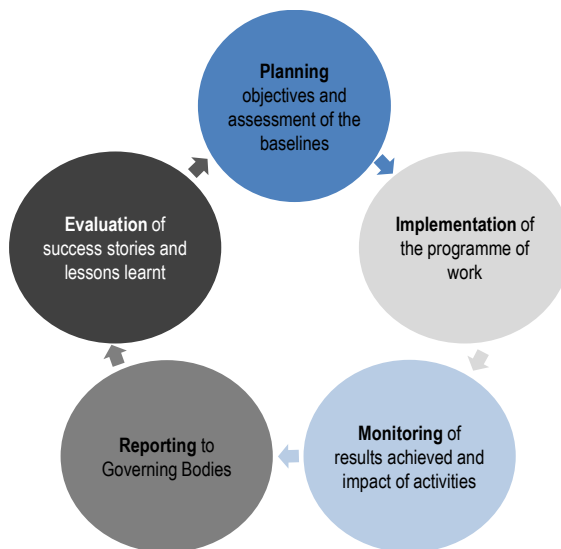 Planning
objectives and
assessment of the
baselines
Implementation of
the programme of
work
Monitoring of
results achieved and
impact of activities
Reporting to
Governing Bodies
Evaluation of
success stories and
lessons learnt